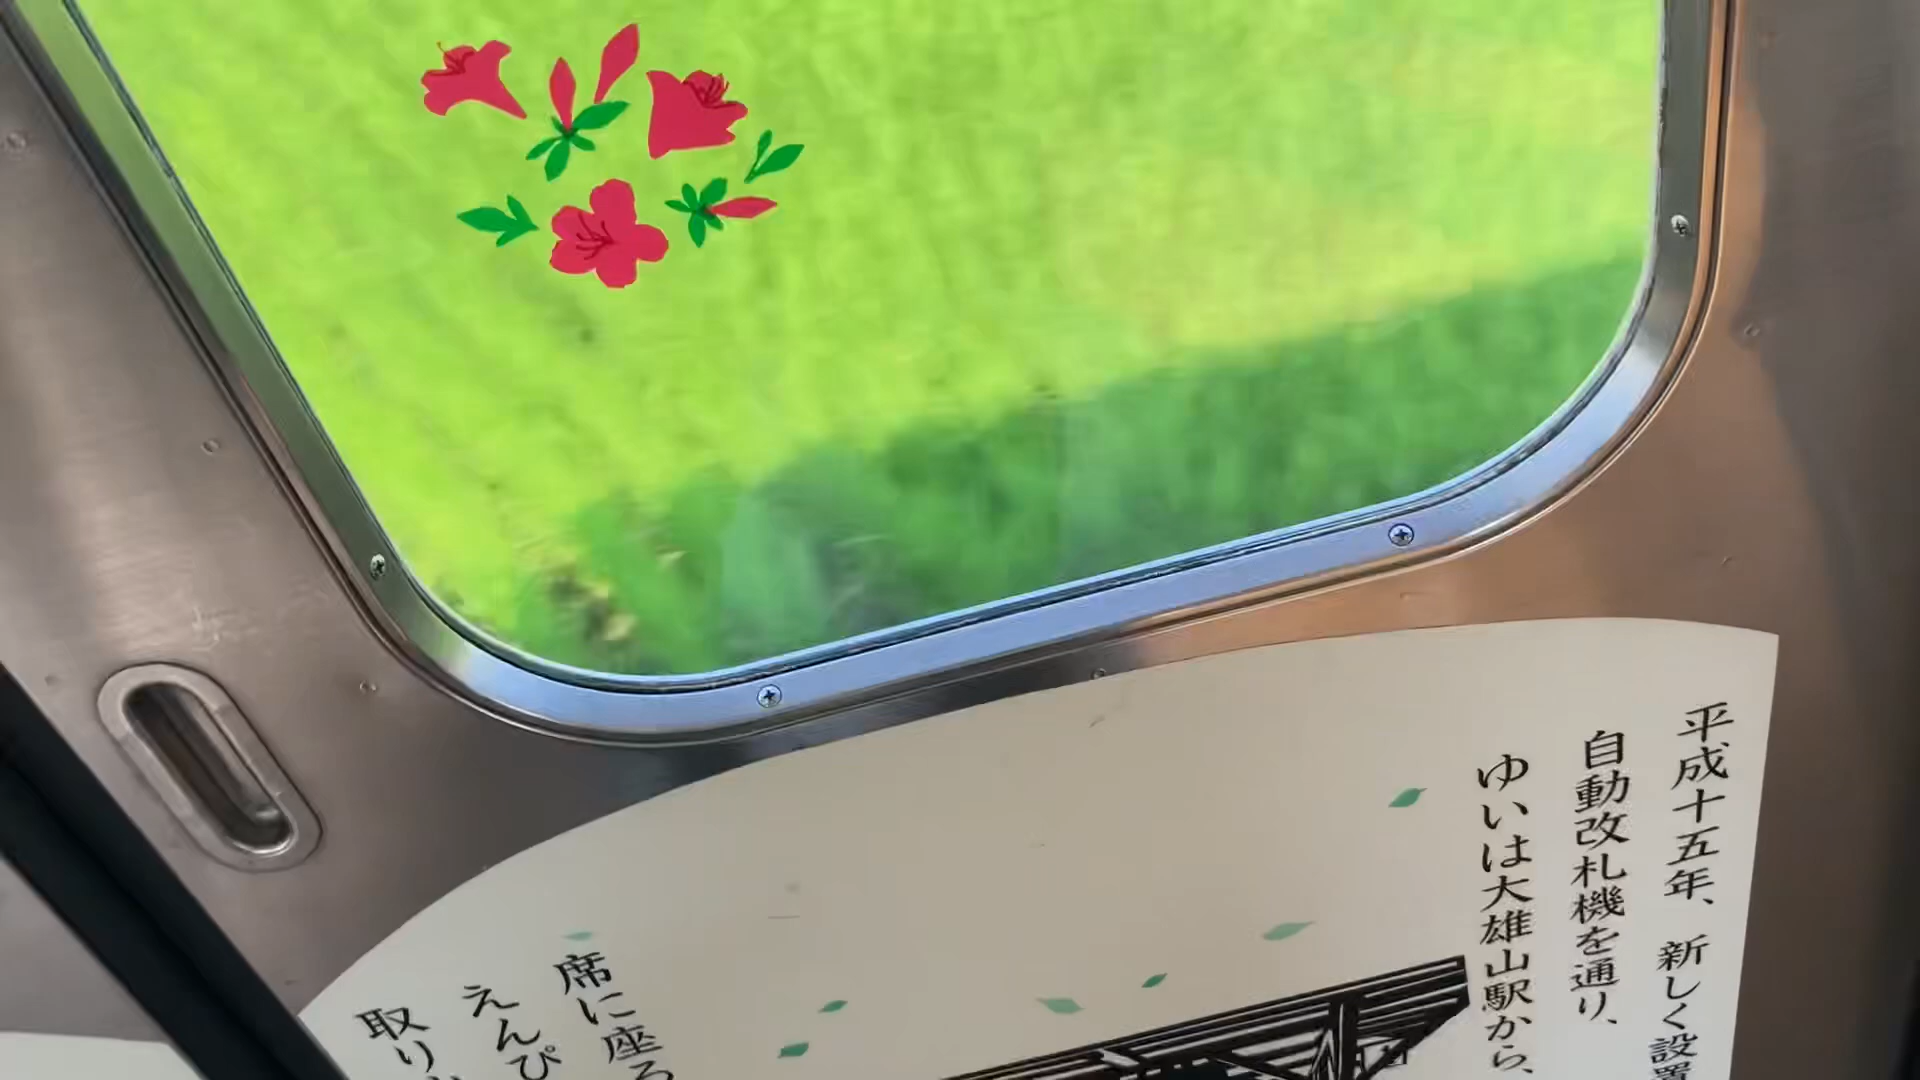 平成十五年、新しく設置
自動改札機を通り、
ゆいは大雄山駅から、
席に座る
えんぴ
取り